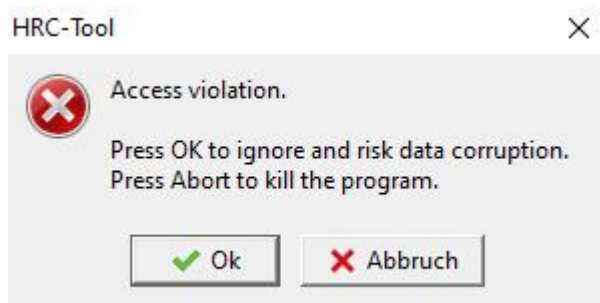 HRC-Tool
Access violation.
Press OK to ignore and risk data corruption.
Press Abort to kill the program.
Ok
Abbruch